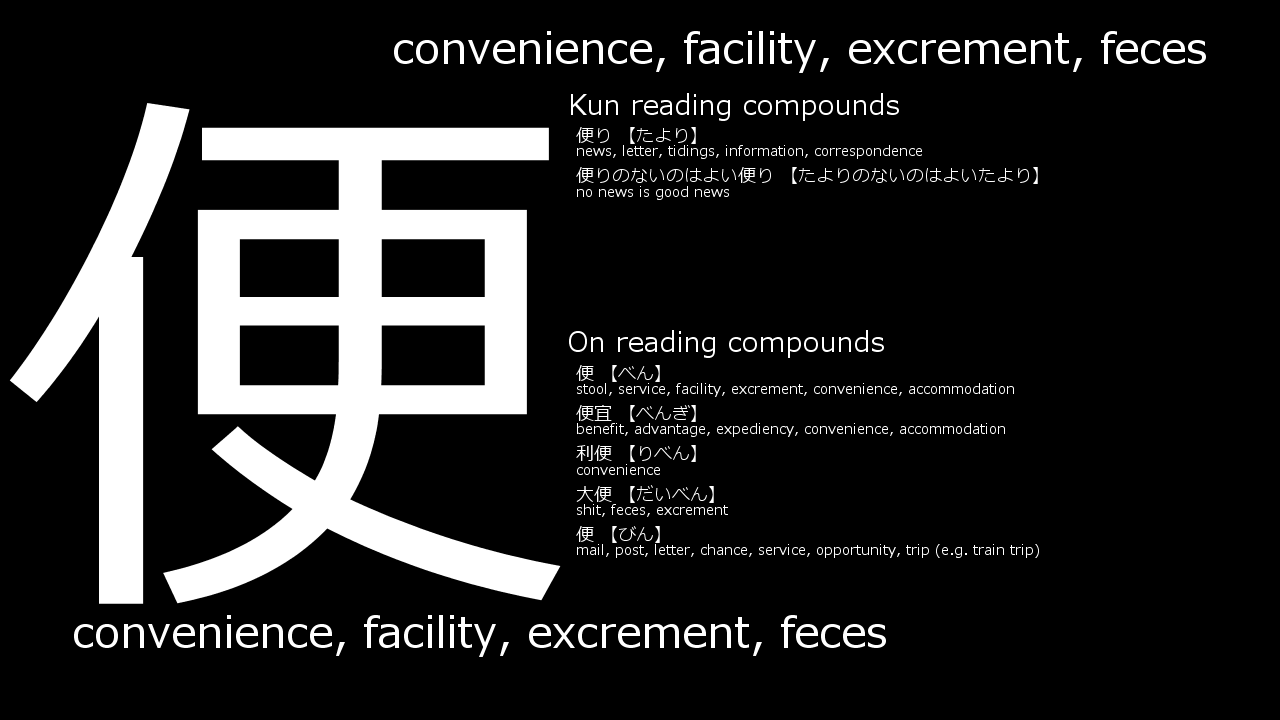 convenience, facility, excrement, feces
便
Kun reading compounds
便り 【たより】
news, letter, tidings, information, correspondence
便りのないのはよい便り 【たよりのないのはよいたより】
no news is good news
On reading compounds
便 【べん】
stool, service, facility, excrement, convenience, accommodation
便宜 【べんぎ】
benefit, advantage, expediency, convenience, accommodation
利便 【りべん】
convenience
大便 【だいべん】
shit, feces, excrement
便 【びん】
mail, post, letter, chance, service, opportunity, trip (e.g. train trip)
convenience, facility, excrement, feces